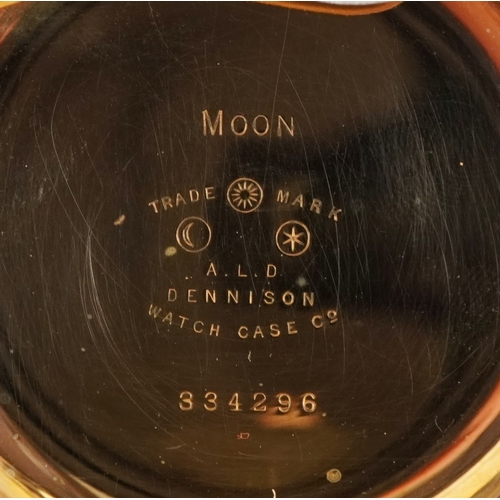 MOON
TRADE MARK
A.L.D.
DENNISON
WATCH CASE Co
334296